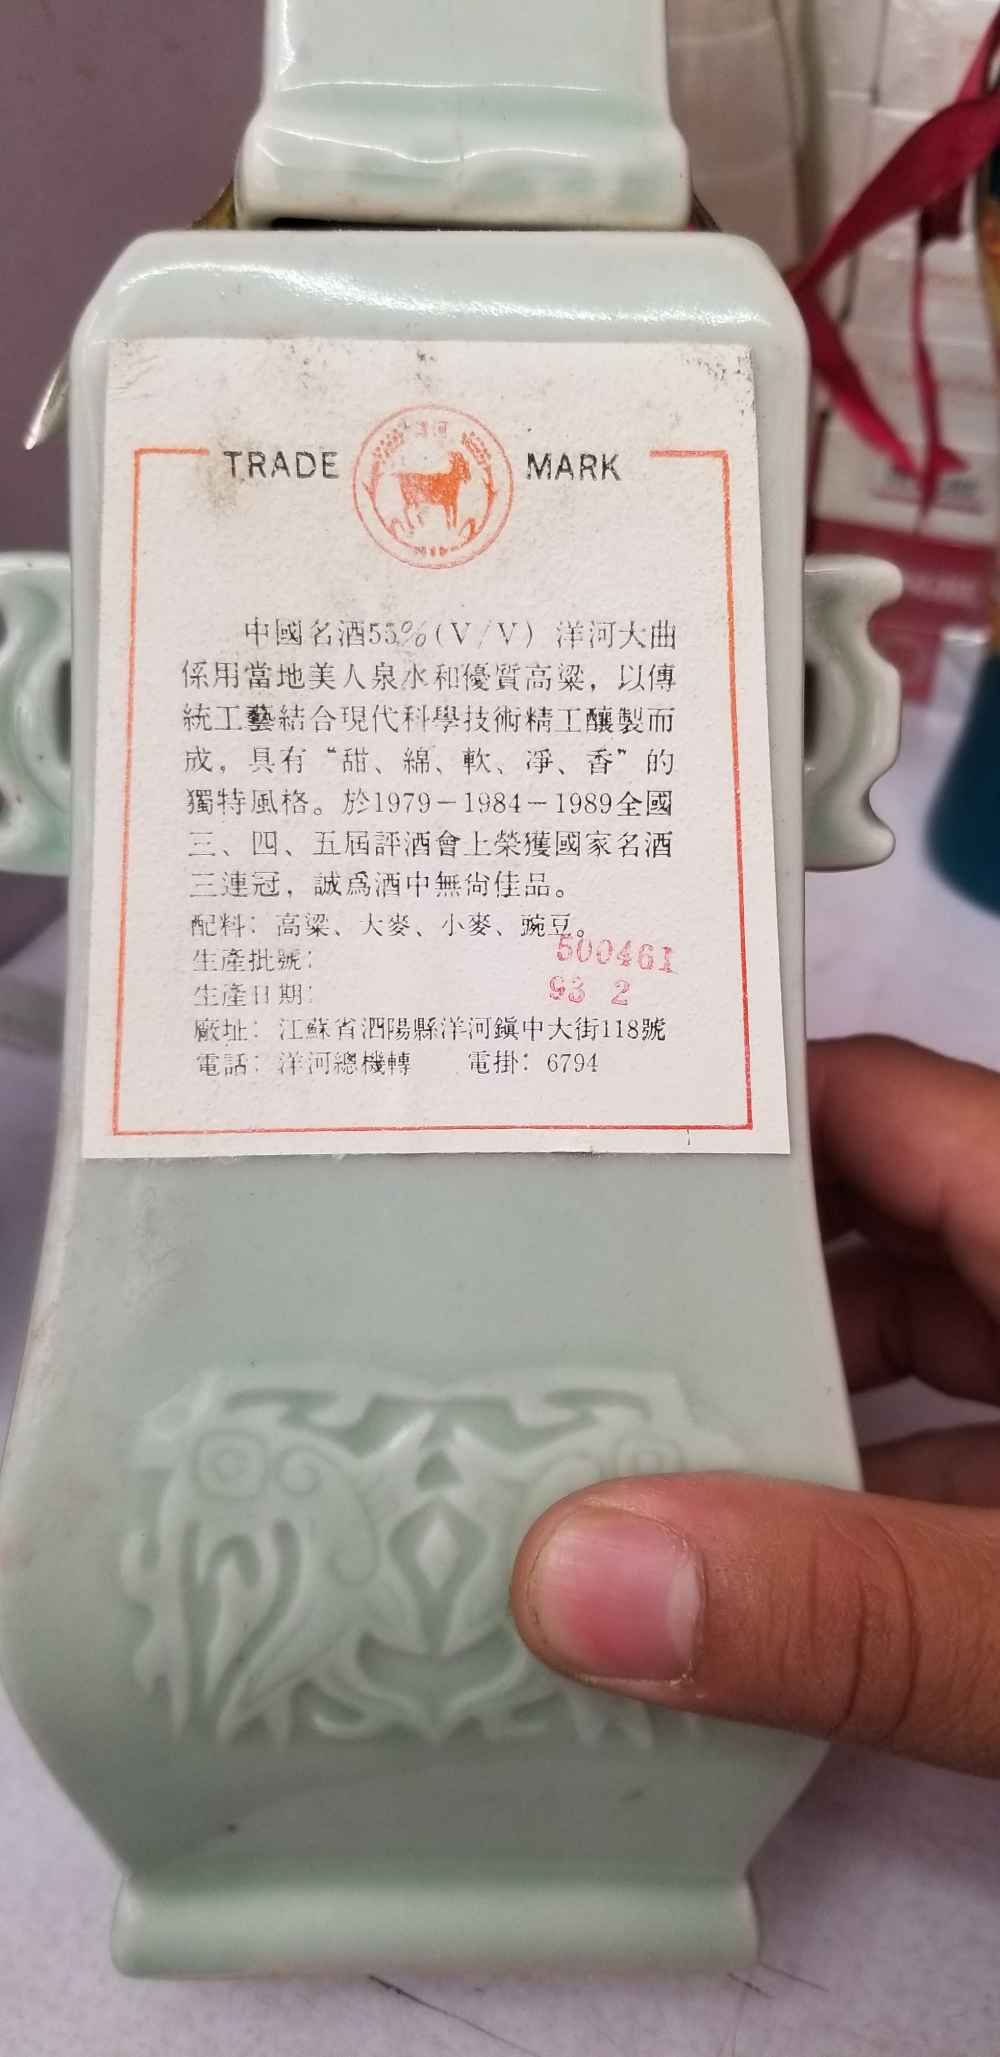 TRADE MARK
中國名酒55%(V/V) 洋河大曲
係用當地美人泉水和優質高粱，以傳
統工藝結合現代科學技術精工釀製而
成，具有“甜、綿、軟、凈、香”的
獨特風格。於1979－1984－1989全國
三、四、五屆評酒會上榮獲國家名酒
三連冠，誠爲酒中無尙佳品。
配料：高粱、大麥、小麥、豌豆。
生產批號： 500461
生產日期： 93 2
廠址：江蘇省泗陽縣洋河鎭中大街118號
電話：洋河總機轉 電掛：6794